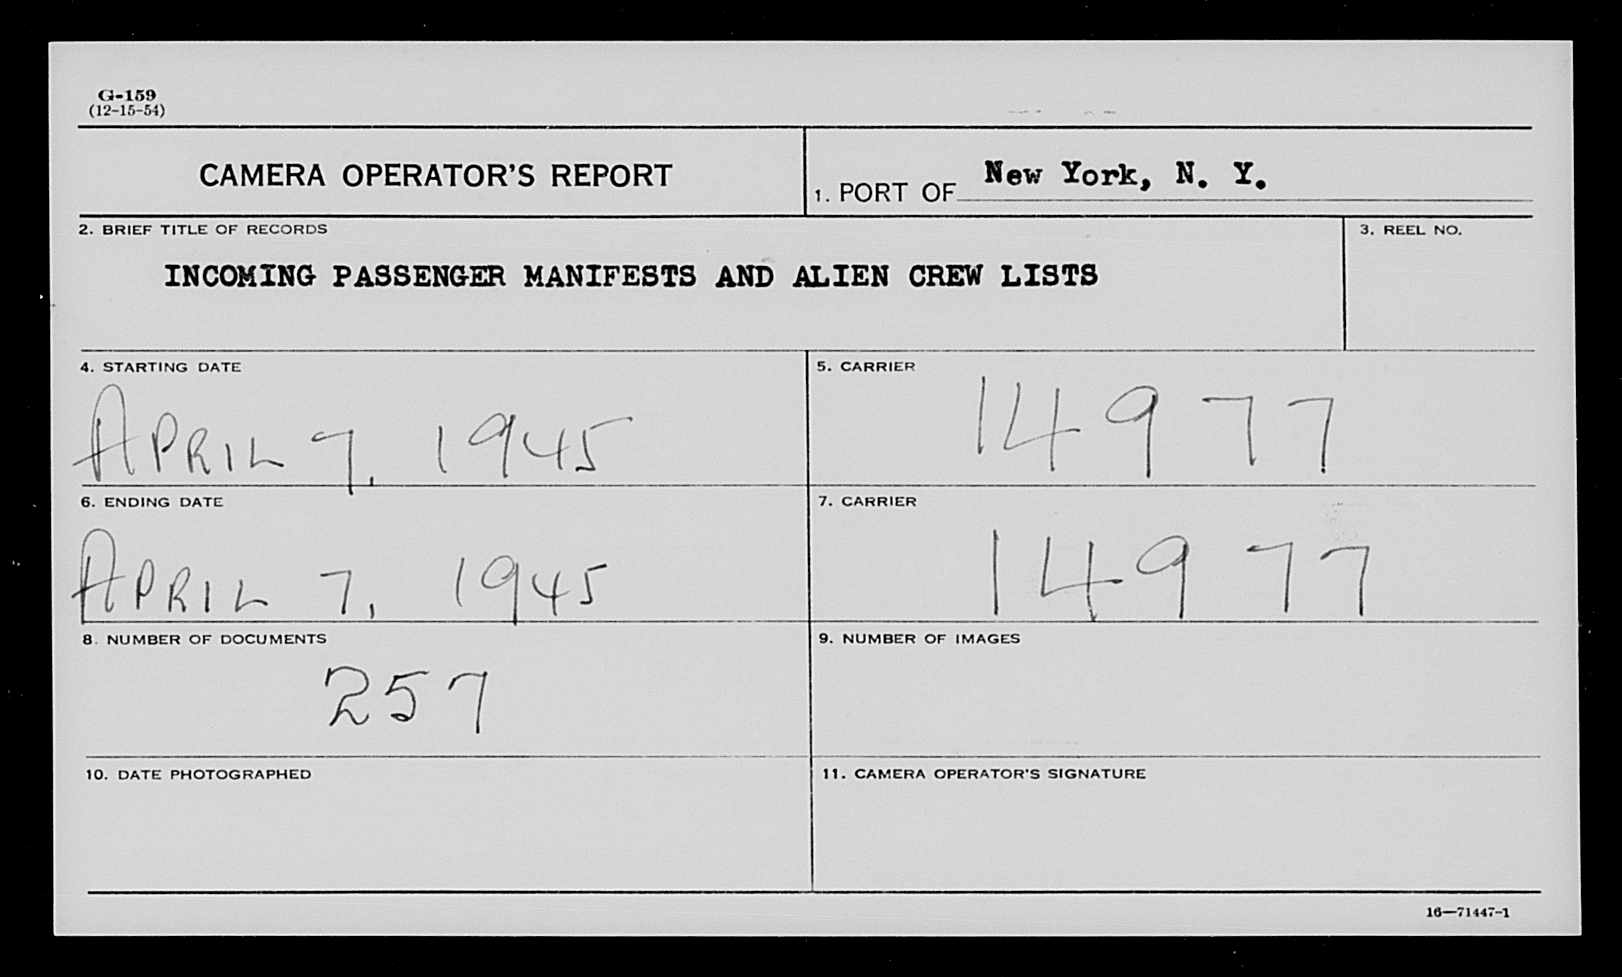 G-159
(12-15-54)
CAMERA OPERATOR'S REPORT
1. PORT OF New York, N. Y.
2. BRIEF TITLE OF RECORDS
3. REEL NO.
INCOMING PASSENGER MANIFESTS AND ALIEN CREW LISTS
4. STARTING DATE
5. CARRIER
APRIL 7, 1945
14977
6. ENDING DATE
7. CARRIER
APRIL 7, 1945
14977
8. NUMBER OF DOCUMENTS
9. NUMBER OF IMAGES
257
10. DATE PHOTOGRAPHED
11. CAMERA OPERATOR'S SIGNATURE
16—71447-1